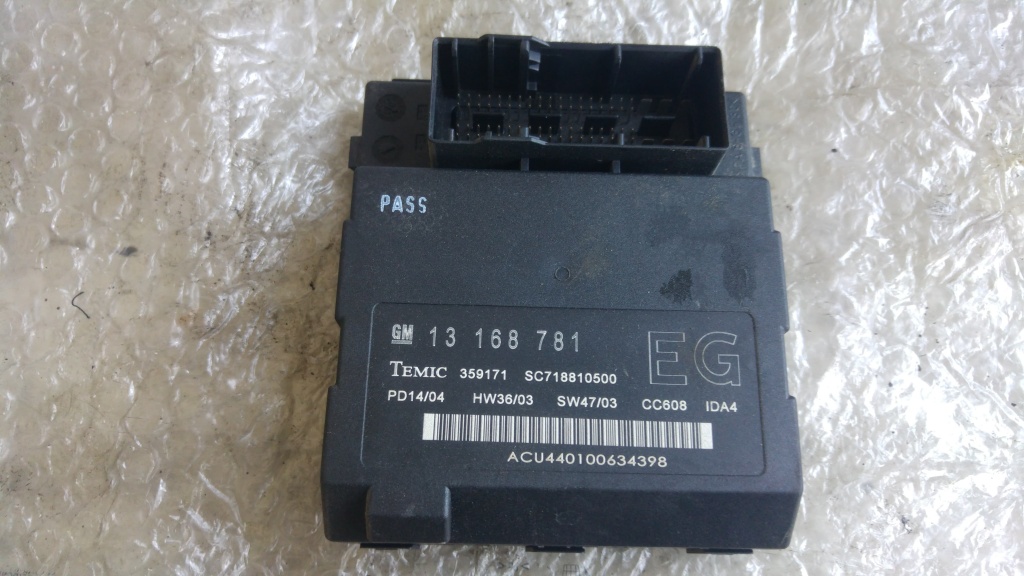 PASS
GM 13 168 781 EG
TEMIC 359171 SC718810500
PD14/04 HW36/03 SW47/03 CC608 IDA4
ACU440100634398